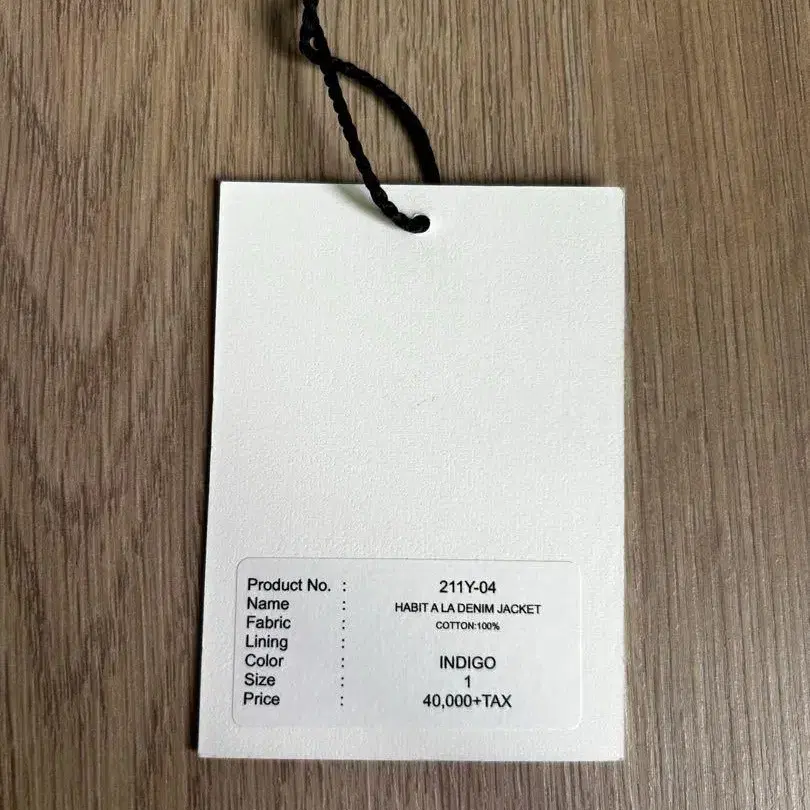 Product No. : 211Y-04
Name : HABIT A LA DENIM JACKET
Fabric : COTTON:100%
Lining :
Color : INDIGO
Size : 1
Price : 40,000+TAX